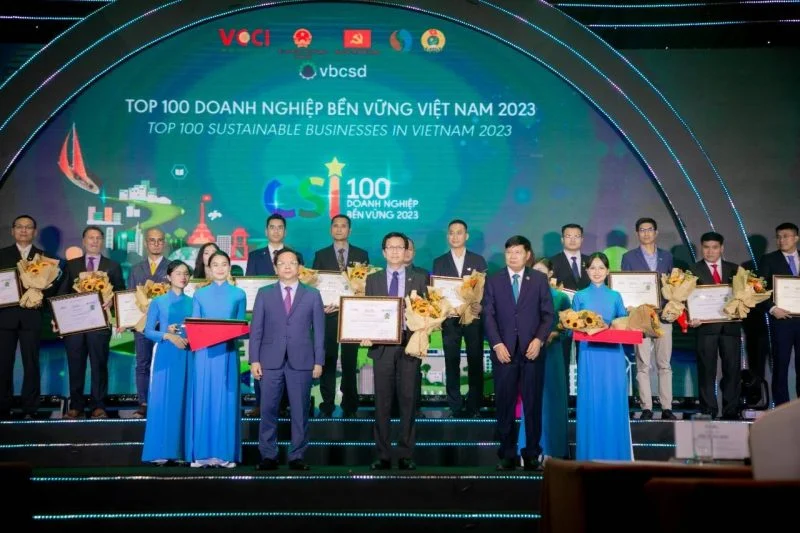 VCCI
vbcsd
TOP 100 DOANH NGHIỆP BỀN VỮNG VIỆT NAM 2023
TOP 100 SUSTAINABLE BUSINESSES IN VIETNAM 2023
CSI 100
DOANH NGHIỆP
BỀN VỮNG 2023